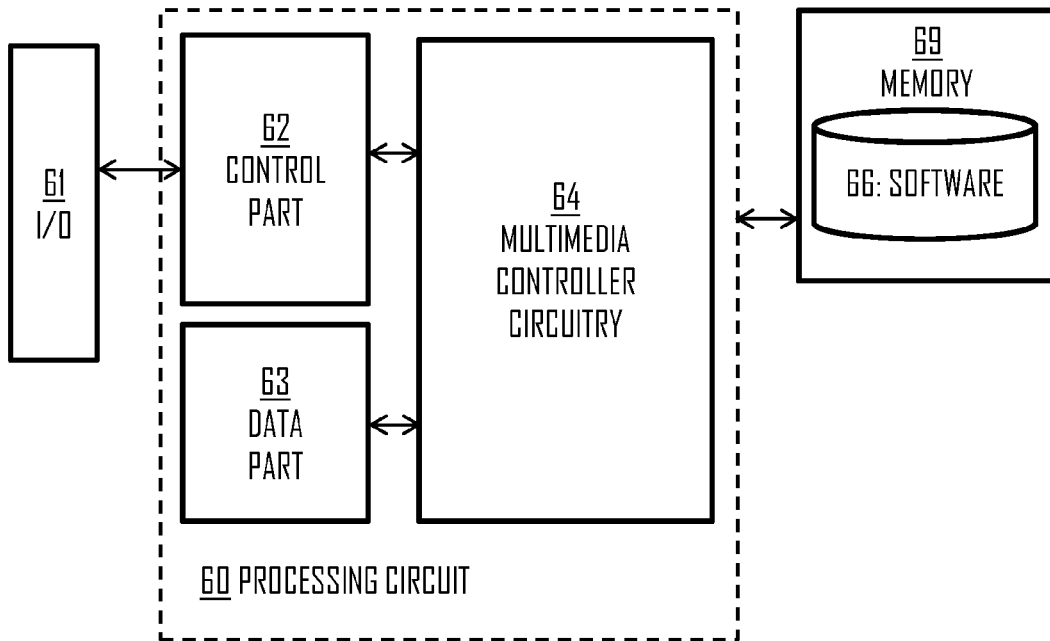 61
I/O
62
CONTROL
PART
63
DATA
PART
64
MULTIMEDIA
CONTROLLER
CIRCUITRY
60 PROCESSING CIRCUIT
69
MEMORY
66: SOFTWARE